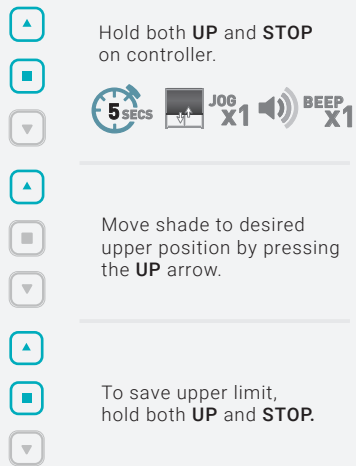 Hold both UP and STOP
on controller.
5 SECS JOG X1 BEEP X1
Move shade to desired
upper position by pressing
the UP arrow.
To save upper limit,
hold both UP and STOP.